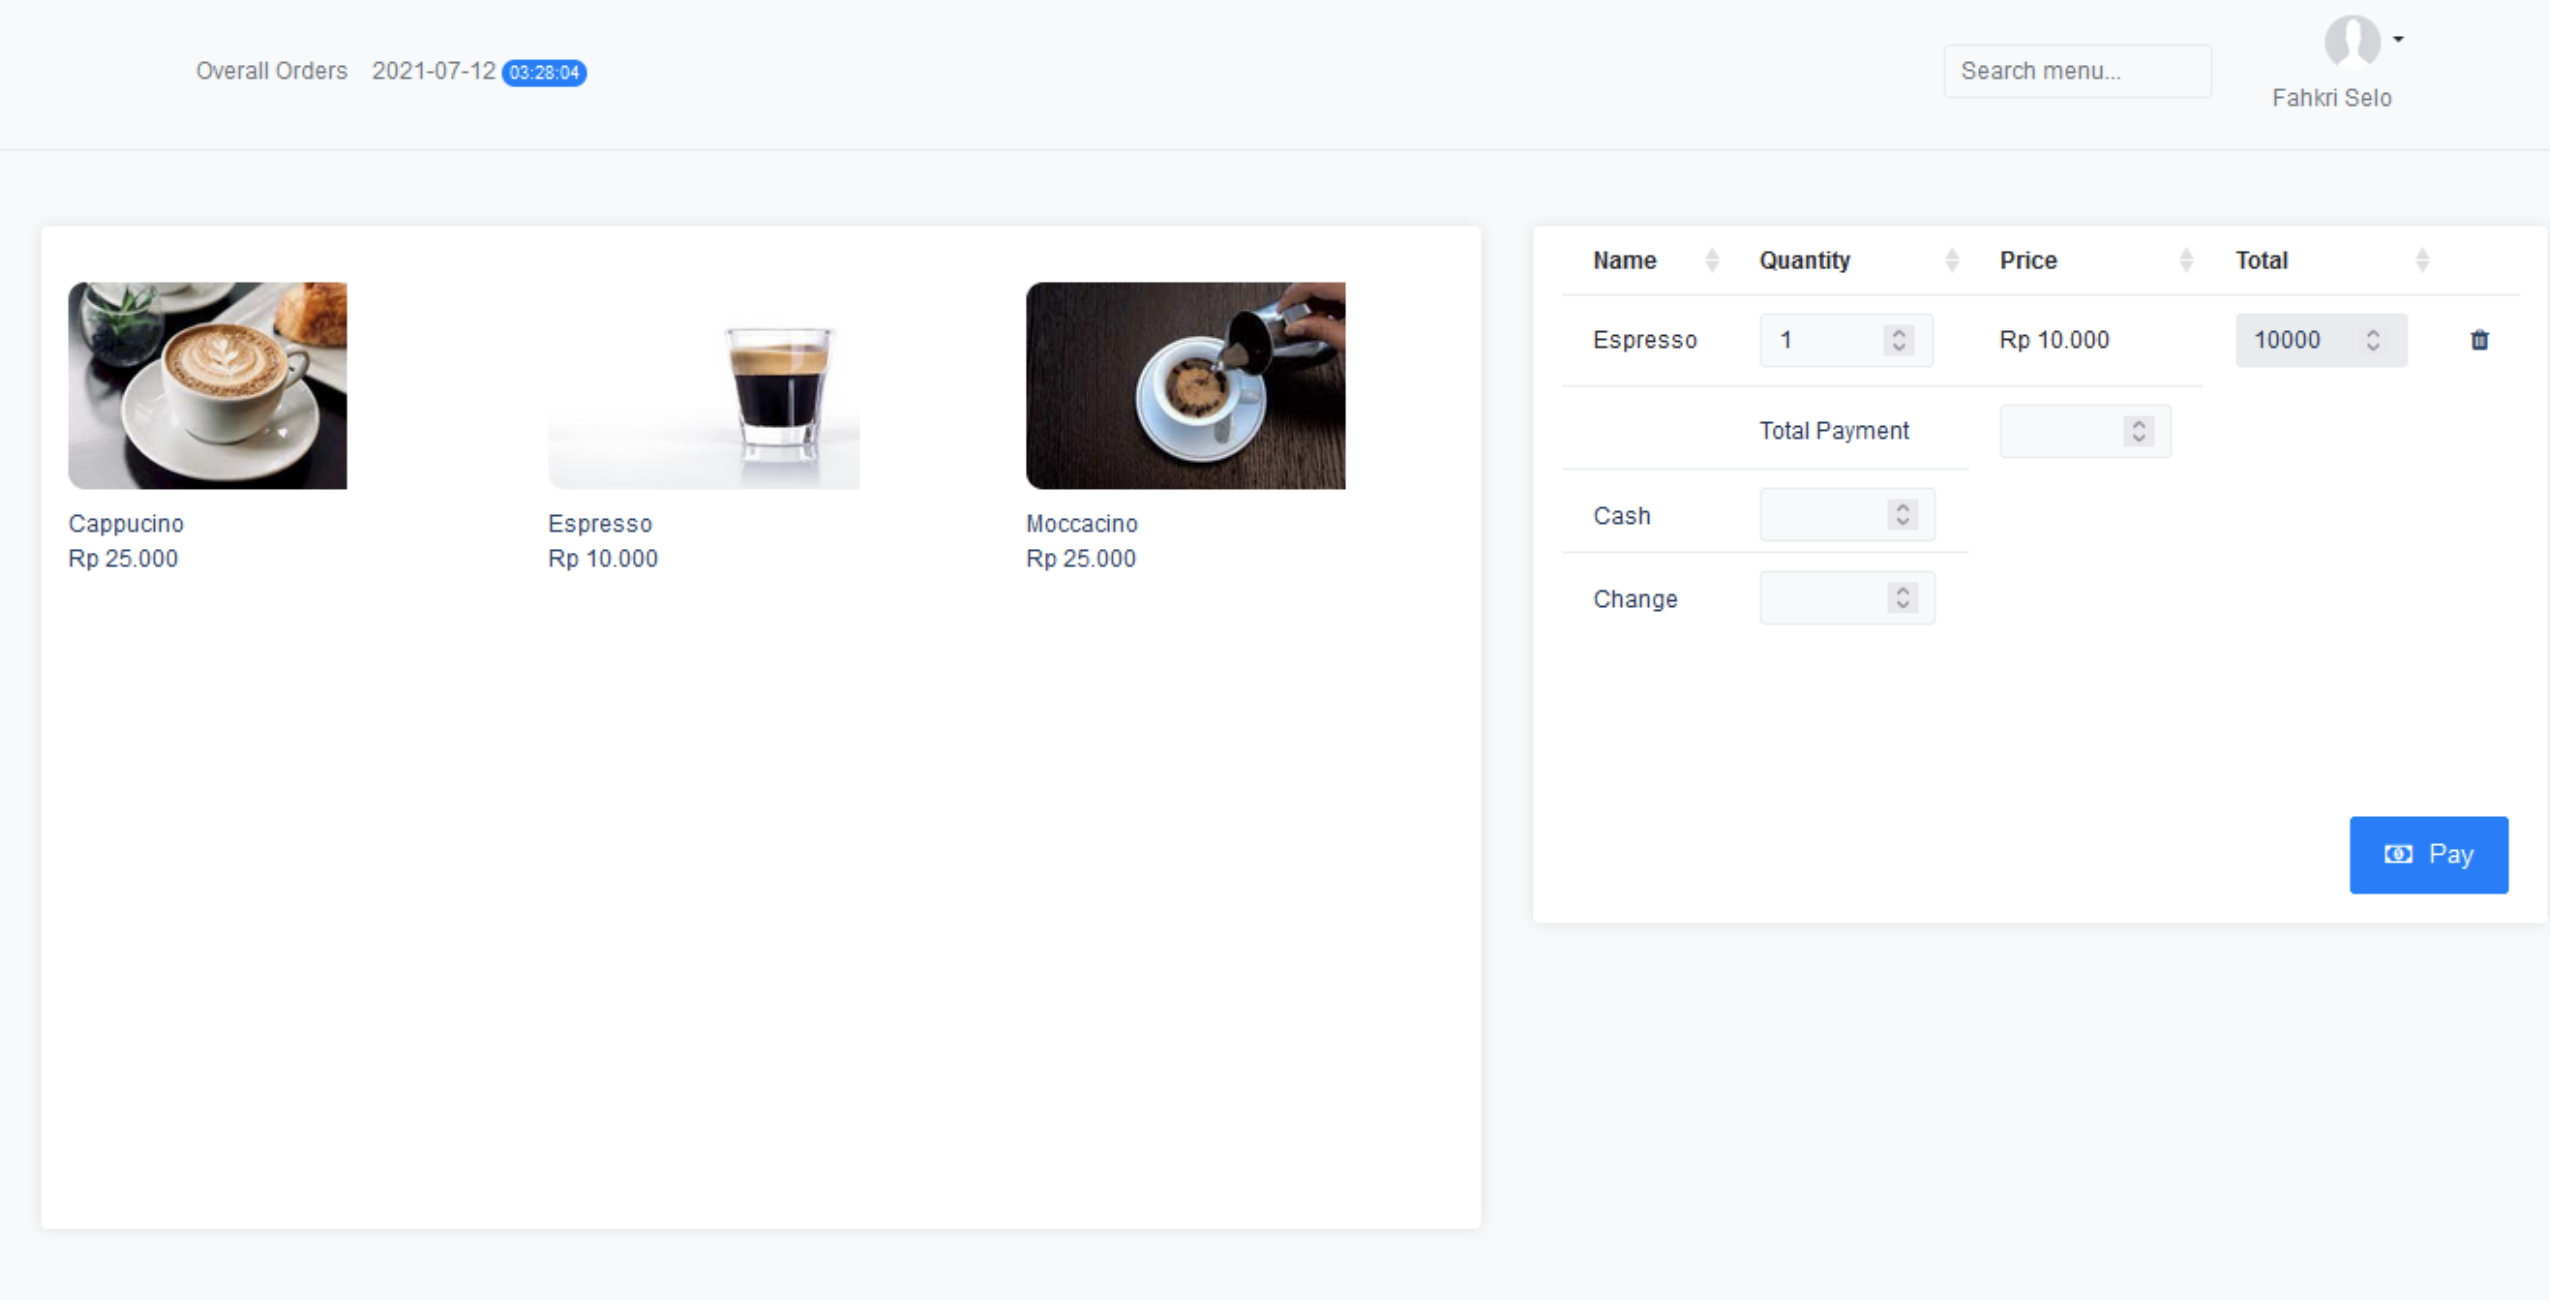 Overall Orders 2021-07-12 03:28:04
Search menu...
Fahkri Selo
Cappucino
Rp 25.000
Espresso
Rp 10.000
Moccacino
Rp 25.000
Name Quantity Price Total
Espresso 1 Rp 10.000 10000
Total Payment
Cash
Change
Pay